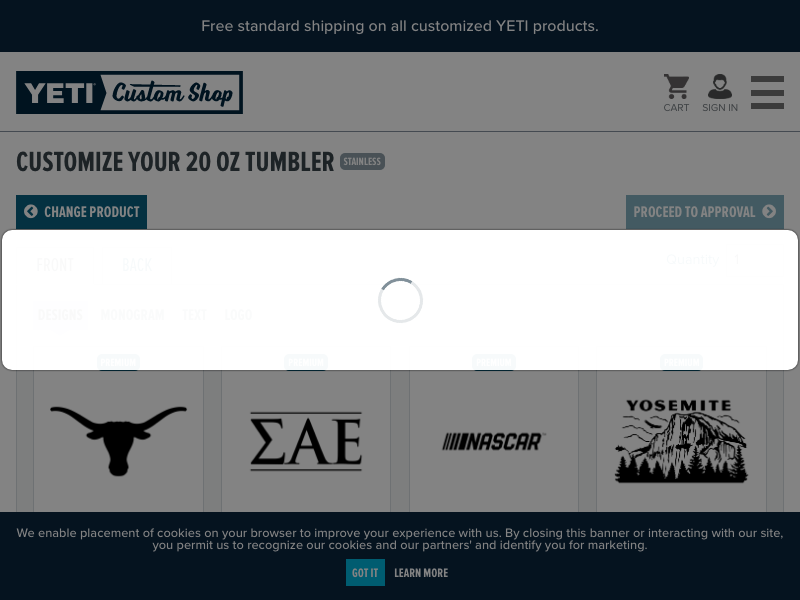 Free standard shipping on all customized YETI products.
YETI Custom Shop
CART
SIGN IN
CUSTOMIZE YOUR 20 OZ TUMBLER STAINLESS
CHANGE PRODUCT
PROCEED TO APPROVAL
FRONT
BACK
Quantity
DESIGNS
MONOGRAM
TEXT
LOGO
ΣΑΕ
NASCAR
YOSEMITE
We enable placement of cookies on your browser to improve your experience with us. By closing this banner or interacting with our site,
you permit us to recognize our cookies and our partners' and identify you for marketing.
GOT IT
LEARN MORE